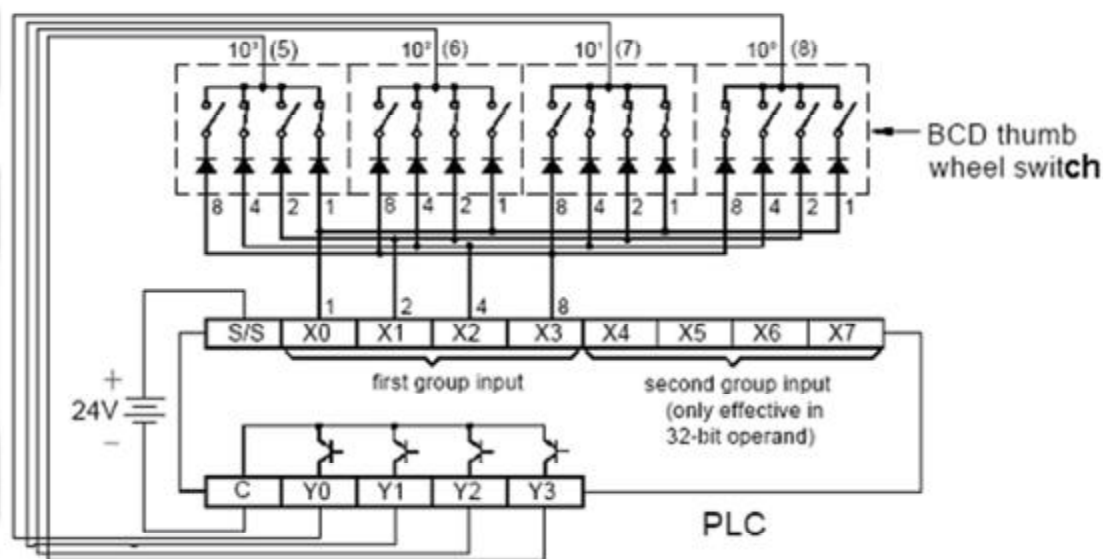 10³ (5) 10² (6) 10¹ (7) 10⁰ (8)
BCD thumb
wheel switch
8 4 2 1 8 4 2 1 8 4 2 1 8 4 2 1
1 2 4 8
S/S X0 X1 X2 X3 X4 X5 X6 X7
first group input
second group input
(only effective in
32-bit operand)
+
24V
−
C Y0 Y1 Y2 Y3
PLC